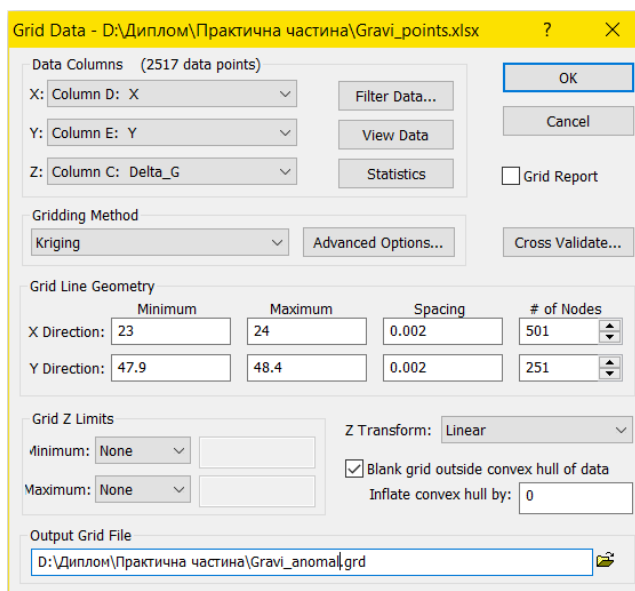 Grid Data - D:\Диплом\Практична частина\Gravi_points.xlsx ?
Data Columns (2517 data points)
X: Column D: X
Y: Column E: Y
Z: Column C: Delta_G
Filter Data...
View Data
Statistics
OK
Cancel
Grid Report
Gridding Method
Kriging
Advanced Options...
Cross Validate...
Grid Line Geometry
Minimum Maximum Spacing # of Nodes
X Direction: 23 24 0.002 501
Y Direction: 47.9 48.4 0.002 251
Grid Z Limits
Minimum: None
Maximum: None
Z Transform: Linear
Blank grid outside convex hull of data
Inflate convex hull by: 0
Output Grid File
D:\Диплом\Практична частина\Gravi_anomal.grd